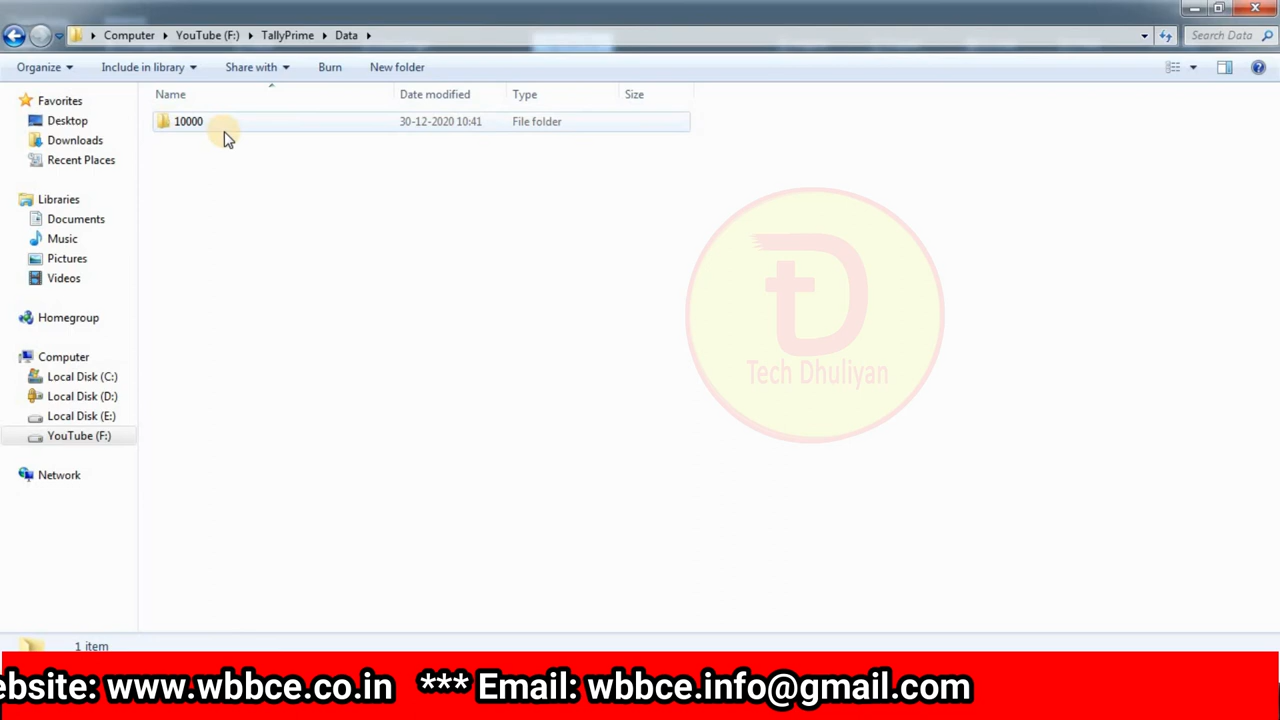 Computer YouTube (F:) TallyPrime Data Search Data
Organize Include in library Share with Burn New folder
Name Date modified Type Size
10000 30-12-2020 10:41 File folder
Favorites
Desktop
Downloads
Recent Places
Libraries
Documents
Music
Pictures
Videos
Homegroup
Computer
Local Disk (C:)
Local Disk (D:)
Local Disk (E:)
YouTube (F:)
Network
tD
Tech Dhuliyan
1 item
ebsite: www.wbbce.co.in *** Email: wbbce.info@gmail.com